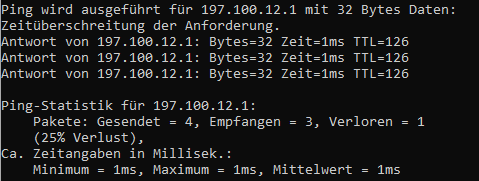 Ping wird ausgeführt für 197.100.12.1 mit 32 Bytes Daten:
Zeitüberschreitung der Anforderung.
Antwort von 197.100.12.1: Bytes=32 Zeit=1ms TTL=126
Antwort von 197.100.12.1: Bytes=32 Zeit=1ms TTL=126
Antwort von 197.100.12.1: Bytes=32 Zeit=1ms TTL=126

Ping-Statistik für 197.100.12.1:
    Pakete: Gesendet = 4, Empfangen = 3, Verloren = 1
    (25% Verlust),
Ca. Zeitangaben in Millisek.:
    Minimum = 1ms, Maximum = 1ms, Mittelwert = 1ms